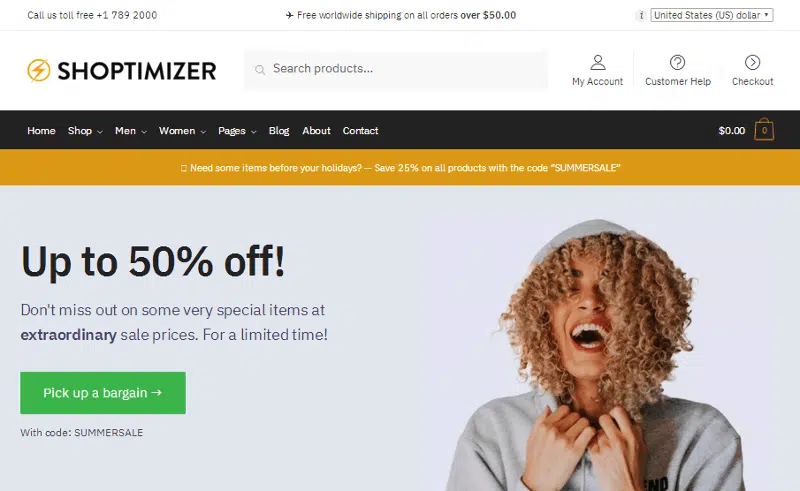 Call us toll free +1 789 2000
✈ Free worldwide shipping on all orders over $50.00
i United States (US) dollar
SHOPTIMIZER
Search products...
My Account
Customer Help
Checkout
Home Shop Men Women Pages Blog About Contact
$0.00 0
Need some items before your holidays? — Save 25% on all products with the code “SUMMERSALE”
Up to 50% off!
Don't miss out on some very special items at
extraordinary sale prices. For a limited time!
Pick up a bargain →
With code: SUMMERSALE
END